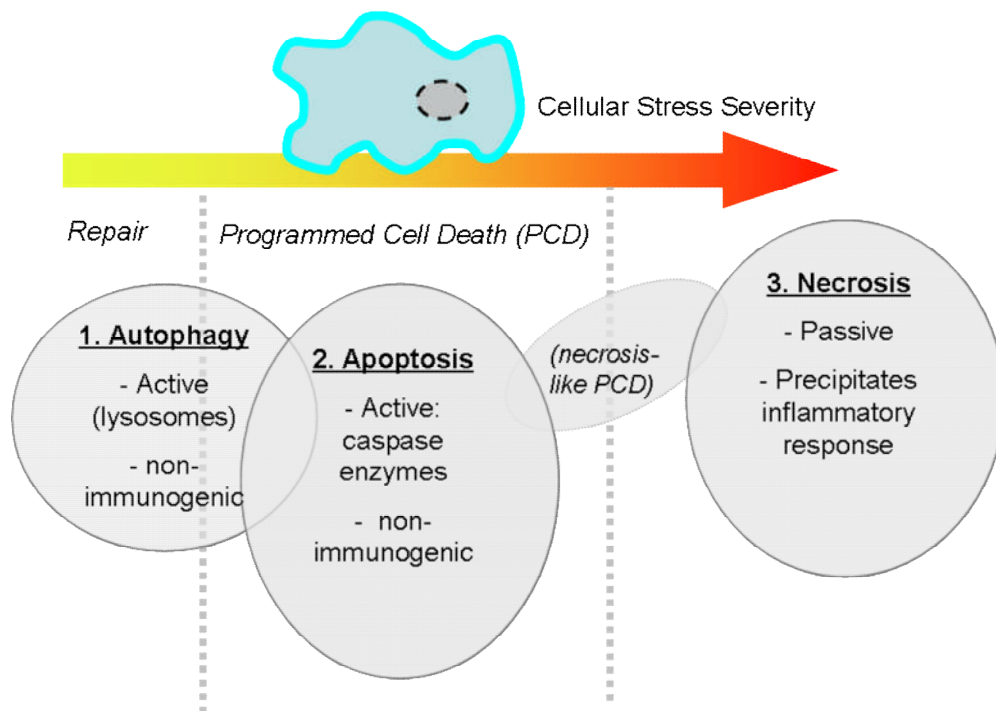 Cellular Stress Severity
Repair
Programmed Cell Death (PCD)
1. Autophagy
- Active
(lysosomes)
- non-
immunogenic
2. Apoptosis
- Active:
caspase
enzymes
- non-
immunogenic
(necrosis-
like PCD)
3. Necrosis
- Passive
- Precipitates
inflammatory
response